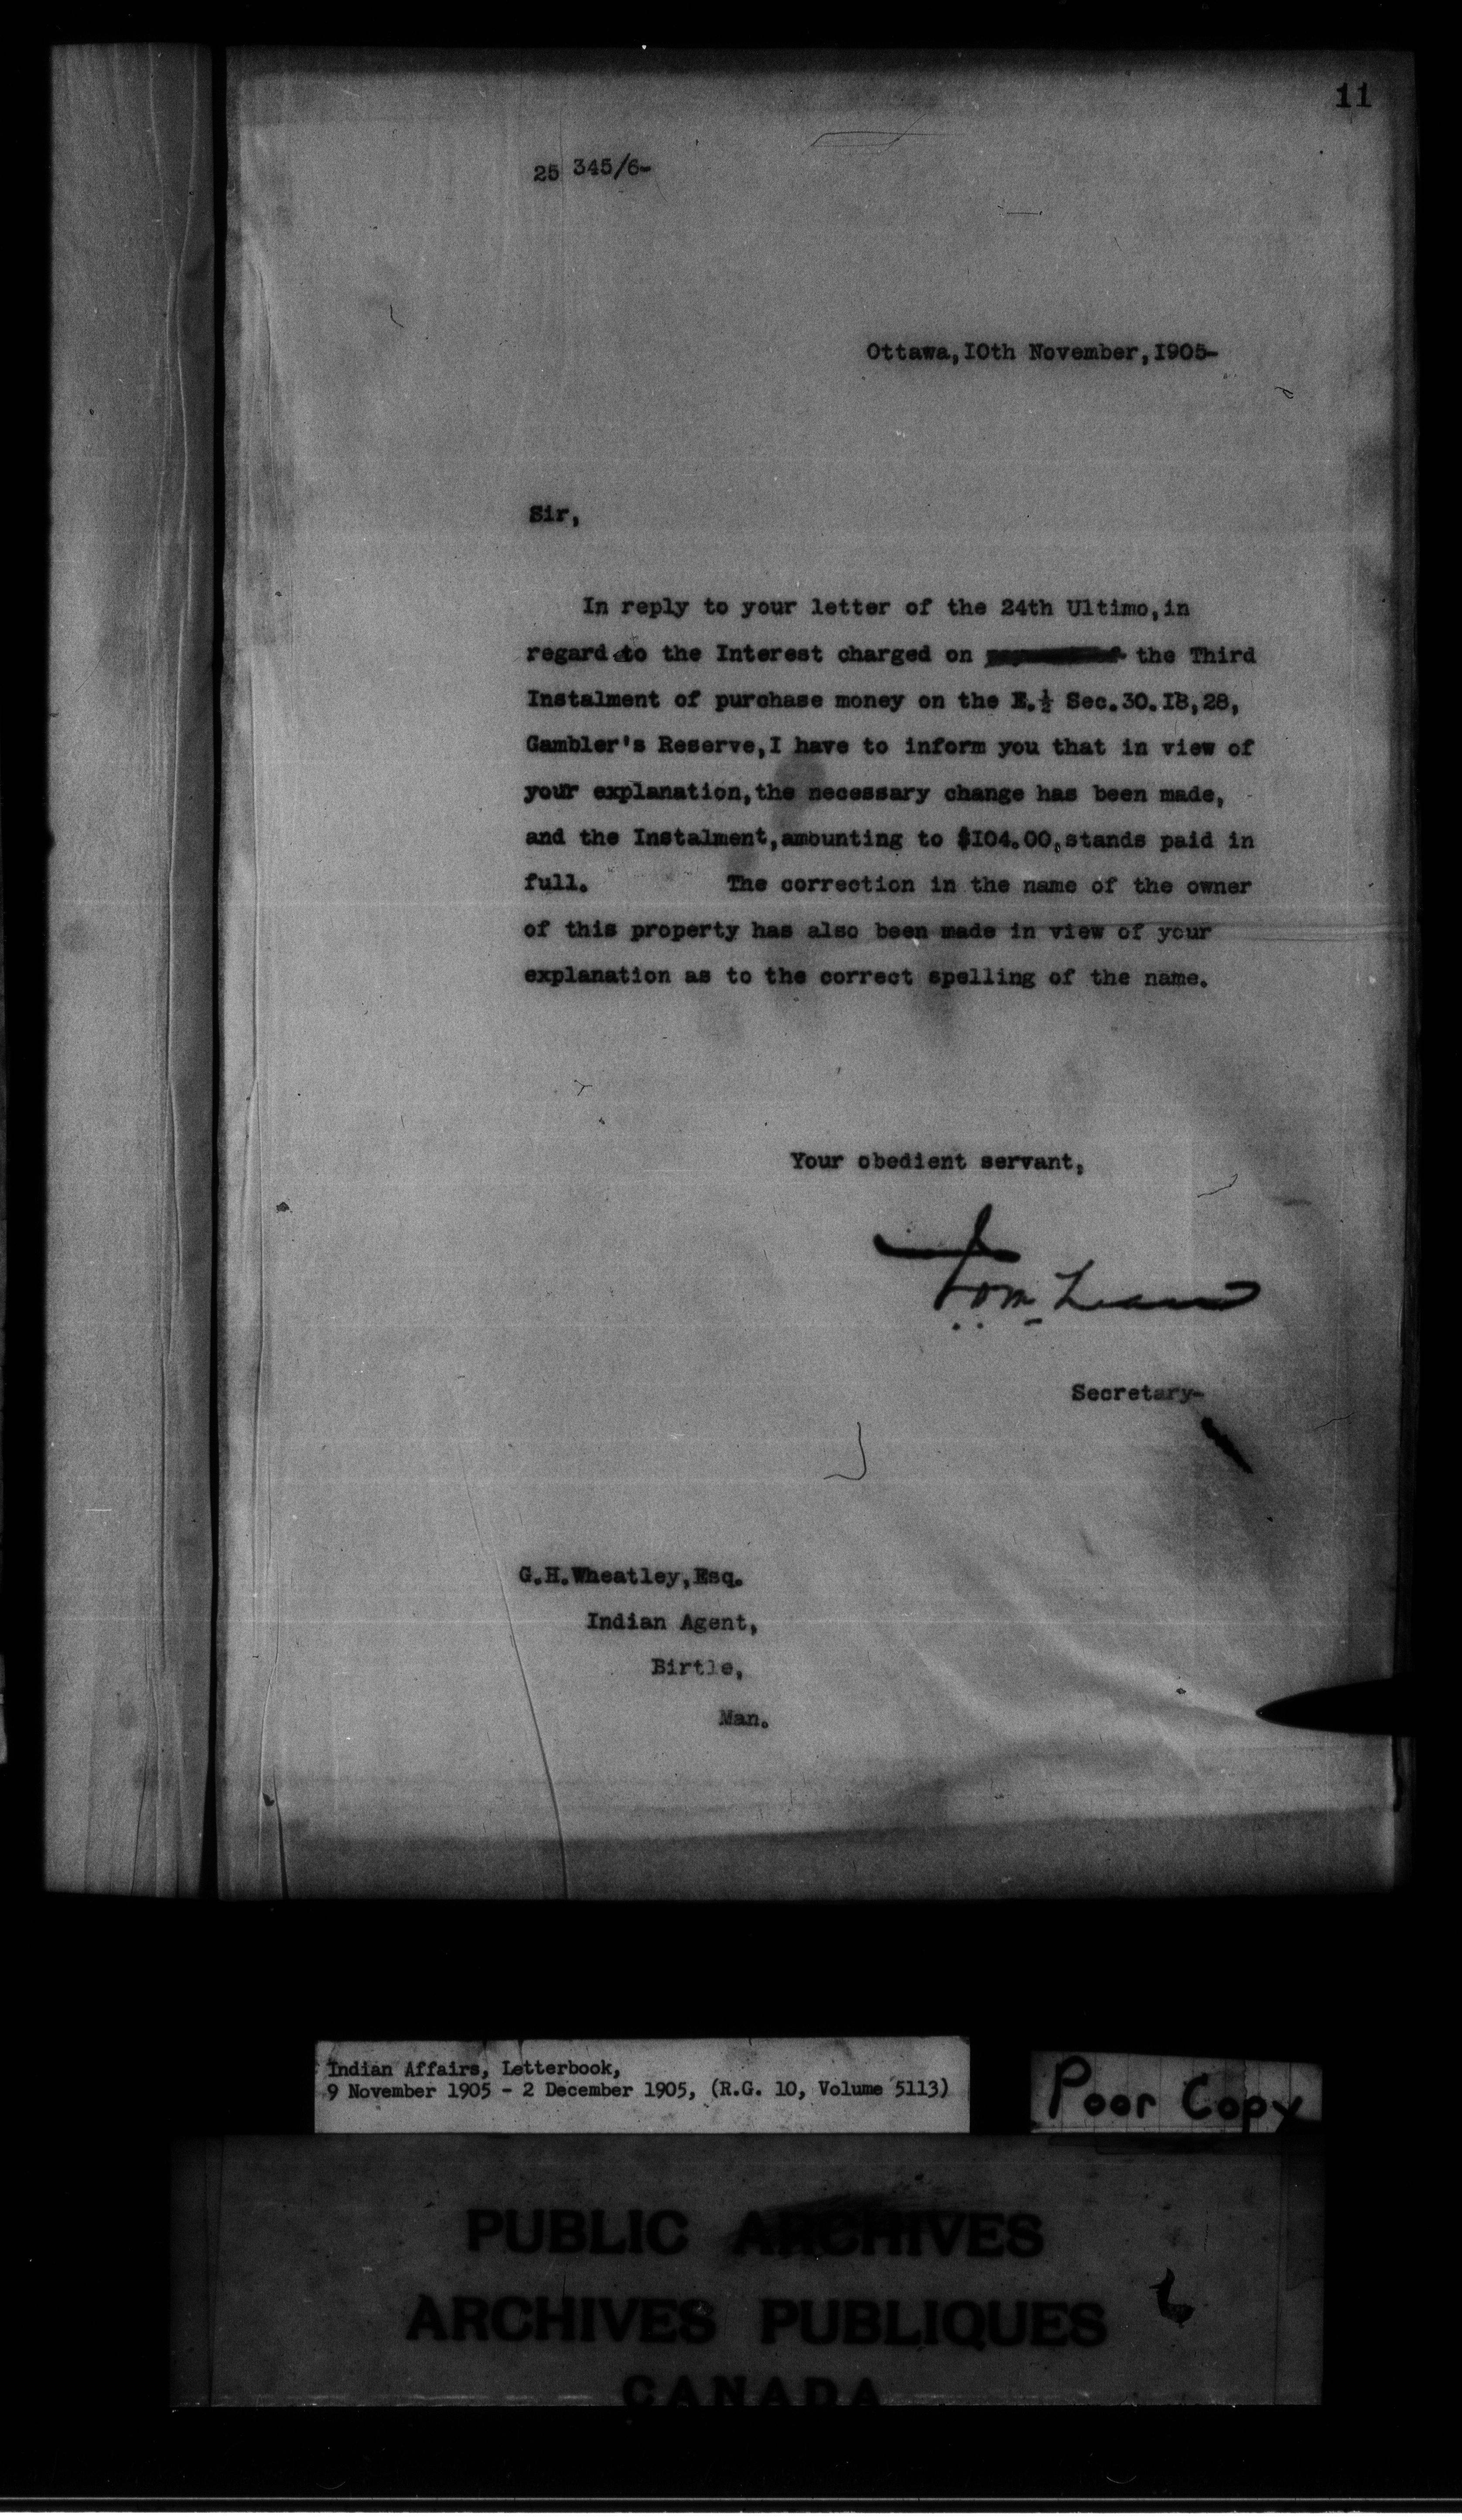 11
25 345/6-
Ottawa,I0th November,I905-
Sir,
In reply to your letter of the 24th Ultimo,in
regard to the Interest charged on the Third
Instalment of purchase money on the E.½ Sec.30.I8,28,
Gambler's Reserve,I have to inform you that in view of
your explanation,the necessary change has been made,
and the Instalment,amounting to $I04.00,stands paid in
full. The correction in the name of the owner
of this property has also been made in view of your
explanation as to the correct spelling of the name.
Your obedient servant,
Secretary-
G.H.Wheatley,Esq.
Indian Agent,
Birtle,
Man.
Indian Affairs, Letterbook,
9 November 1905 - 2 December 1905, (R.G. 10, Volume 5113)
Poor Copy
PUBLIC ARCHIVES
ARCHIVES PUBLIQUES
CANADA